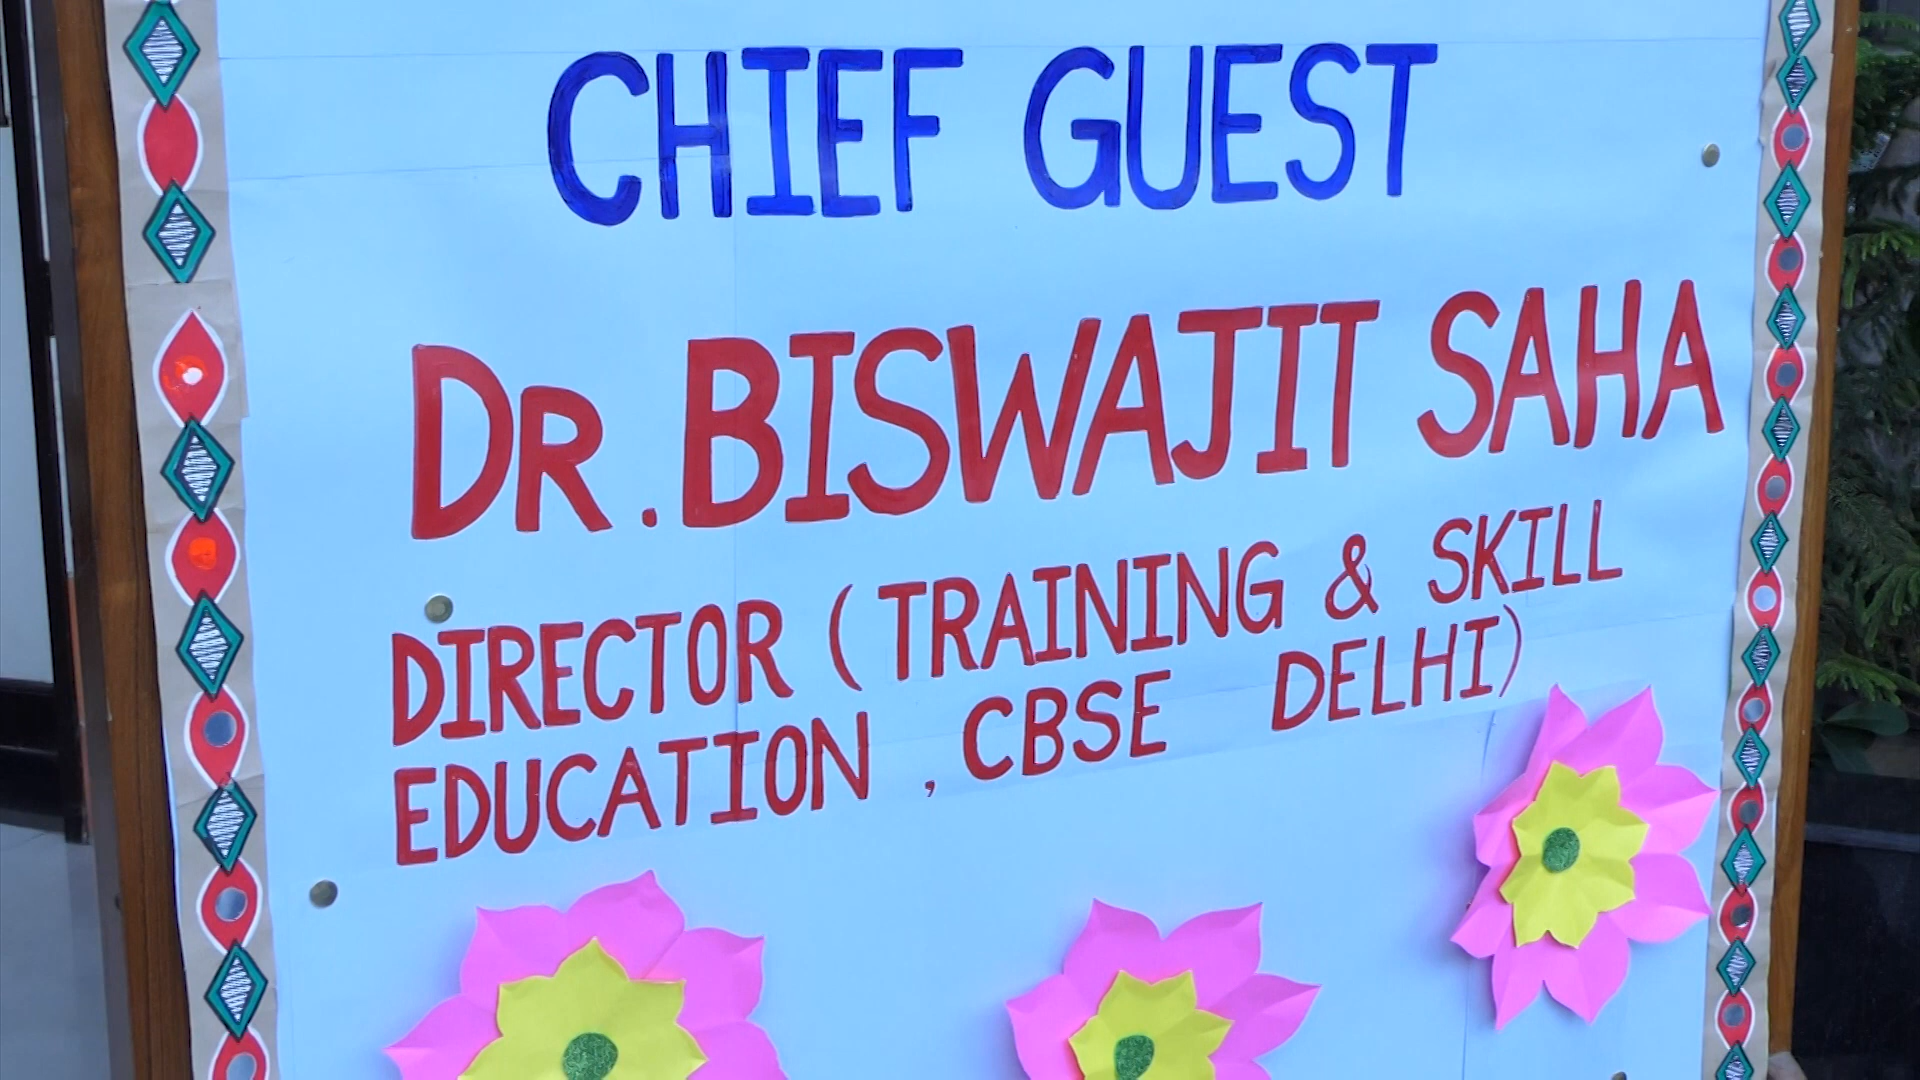 CHIEF GUEST
DR. BISWAJIT SAHA
DIRECTOR (TRAINING & SKILL
EDUCATION, CBSE DELHI)